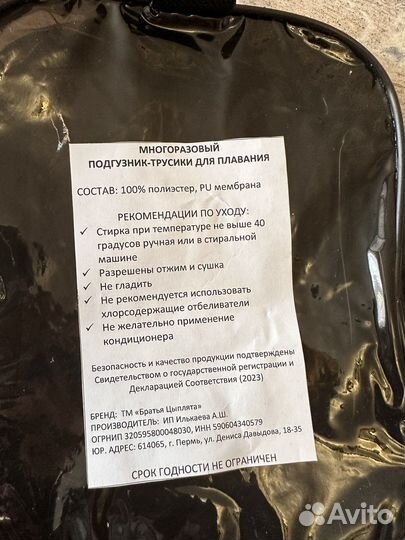 МНОГОРАЗОВЫЙ
ПОДГУЗНИК-ТРУСИКИ ДЛЯ ПЛАВАНИЯ
СОСТАВ: 100% полиэстер, PU мембрана
РЕКОМЕНДАЦИИ ПО УХОДУ:
✓ Стирка при температуре не выше 40
градусов ручная или в стиральной
машине
✓ Разрешены отжим и сушка
✓ Не гладить
✓ Не рекомендуется использовать
хлорсодержащие отбеливатели
✓ Не желательно применение
кондиционера
Безопасность и качество продукции подтверждены
Свидетельством о государственной регистрации и
Декларацией Соответствия (2023)
БРЕНД: ТМ «Братья Цыплята»
ПРОИЗВОДИТЕЛЬ: ИП Илькаева А.Ш.
ОГРНИП 320595800048030, ИНН 590604340579
ЮР. АДРЕС: 614065, г. Пермь, ул. Дениса Давыдова, 18-35
СРОК ГОДНОСТИ НЕ ОГРАНИЧЕН
Avito